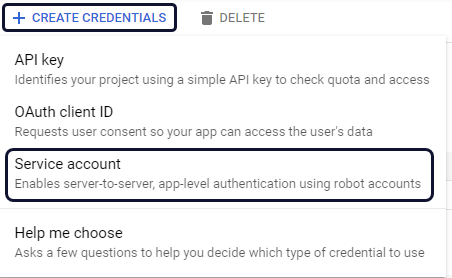 + CREATE CREDENTIALS DELETE
API key
Identifies your project using a simple API key to check quota and access
OAuth client ID
Requests user consent so your app can access the user's data
Service account
Enables server-to-server, app-level authentication using robot accounts
Help me choose
Asks a few questions to help you decide which type of credential to use